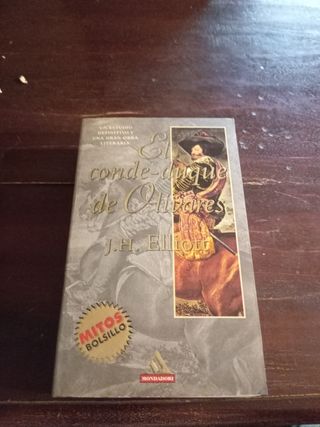 UN ESTUDIO
DEFINITIVO Y
UNA GRAN OBRA
LITERARIA
El
conde-duque
de Olivares
J.H. Elliott
MITOS
BOLSILLO
MONDADORI